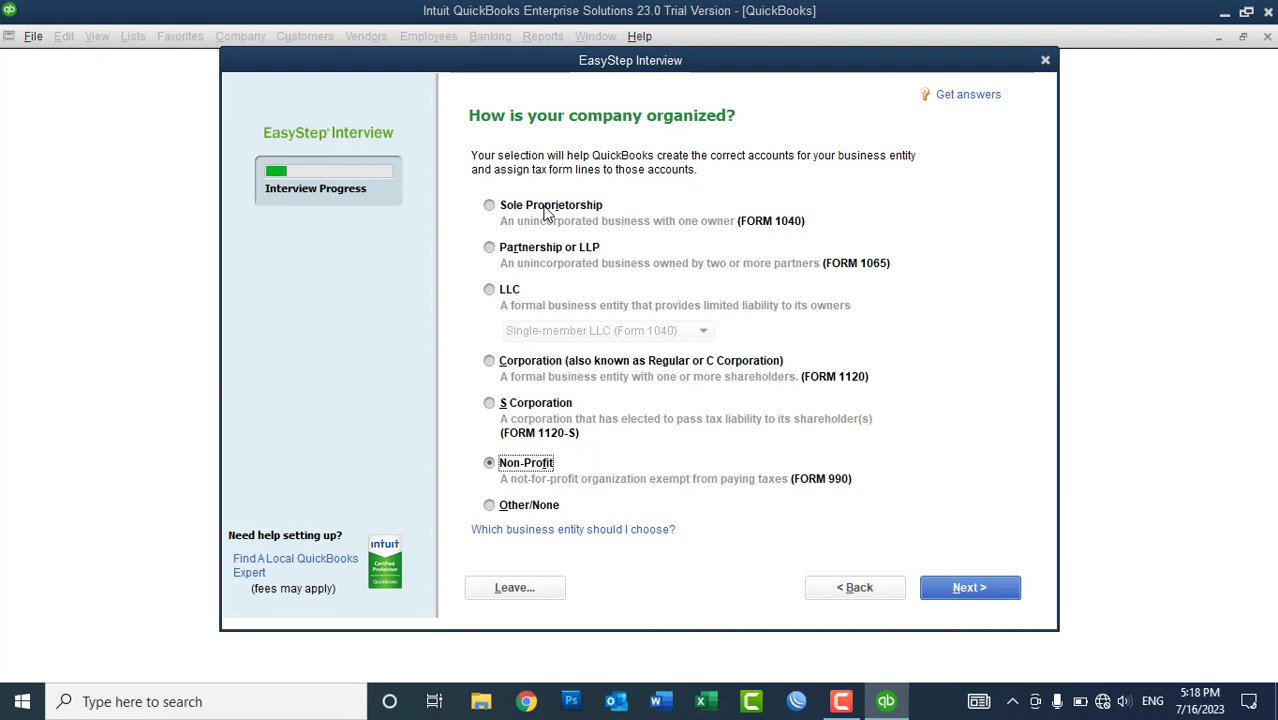 Intuit QuickBooks Enterprise Solutions 23.0 Trial Version - [QuickBooks]
File Edit View Lists Favorites Company Customers Vendors Employees Banking Reports Window Help
EasyStep Interview
Get answers
EasyStep Interview
Interview Progress
How is your company organized?
Your selection will help QuickBooks create the correct accounts for your business entity
and assign tax form lines to those accounts.
Sole Proprietorship
An unincorporated business with one owner (FORM 1040)
Partnership or LLP
An unincorporated business owned by two or more partners (FORM 1065)
LLC
A formal business entity that provides limited liability to its owners
Single-member LLC (Form 1040)
Corporation (also known as Regular or C Corporation)
A formal business entity with one or more shareholders. (FORM 1120)
S Corporation
A corporation that has elected to pass tax liability to its shareholder(s)
(FORM 1120-S)
Non-Profit
A not-for-profit organization exempt from paying taxes (FORM 990)
Other/None
Which business entity should I choose?
Need help setting up?
Find A Local QuickBooks
Expert
(fees may apply)
intuit
Certified
ProAdvisor
QuickBooks
Leave...
< Back
Next >
Type here to search
ENG
5:18 PM
7/16/2023